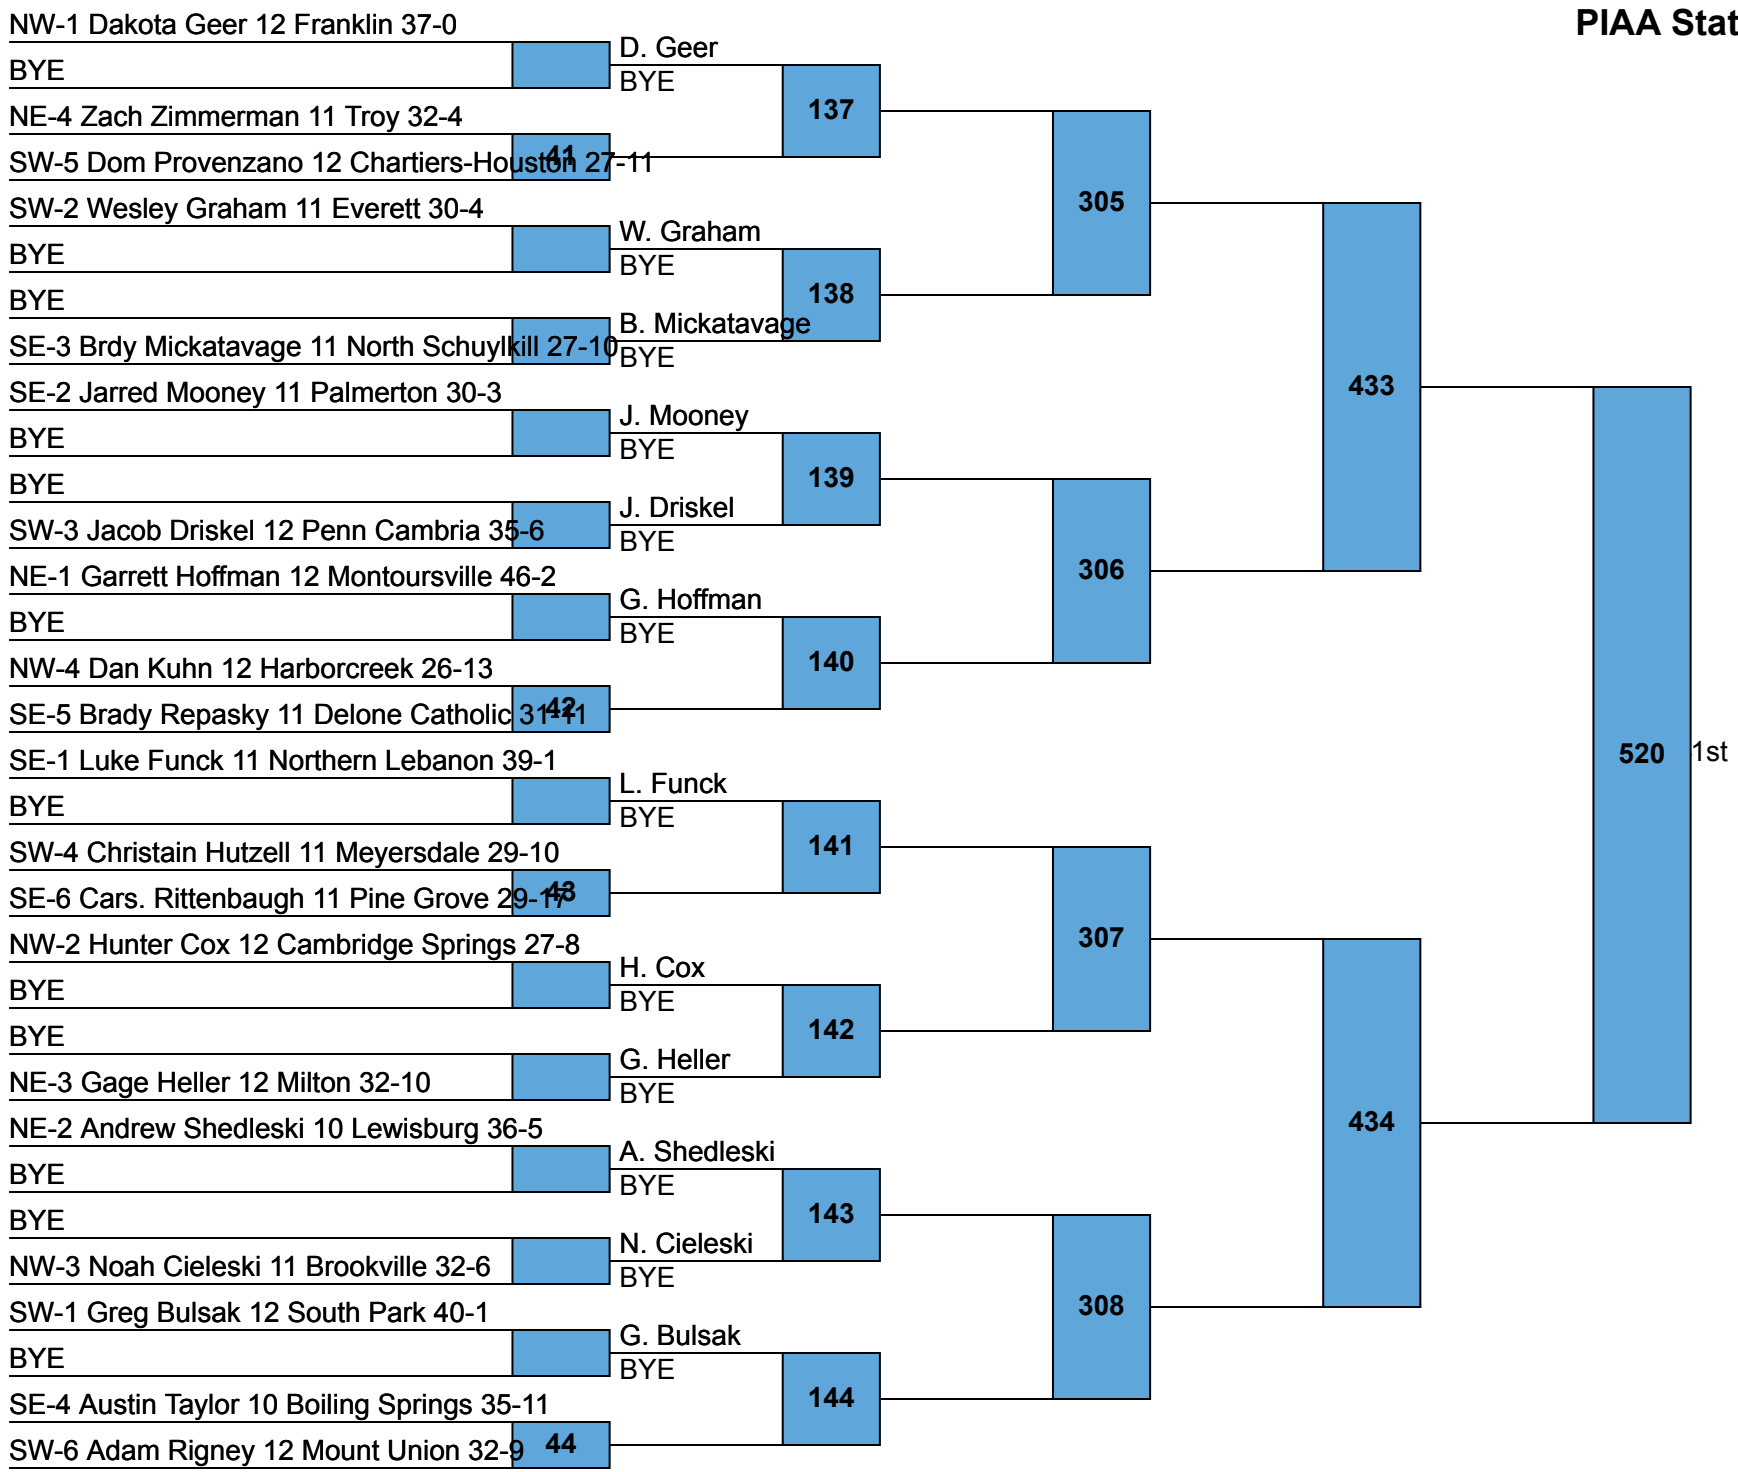 PIAA Stat
NW-1 Dakota Geer 12 Franklin 37-0
BYE
NE-4 Zach Zimmerman 11 Troy 32-4
41
SW-5 Dom Provenzano 12 Chartiers-Houston 27-11
SW-2 Wesley Graham 11 Everett 30-4
BYE
BYE
SE-3 Brdy Mickatavage 11 North Schuylkill 27-10
SE-2 Jarred Mooney 11 Palmerton 30-3
BYE
BYE
SW-3 Jacob Driskel 12 Penn Cambria 35-6
NE-1 Garrett Hoffman 12 Montoursville 46-2
BYE
NW-4 Dan Kuhn 12 Harborcreek 26-13
42
SE-5 Brady Repasky 11 Delone Catholic 31-11
SE-1 Luke Funck 11 Northern Lebanon 39-1
BYE
SW-4 Christain Hutzell 11 Meyersdale 29-10
43
SE-6 Cars. Rittenbaugh 11 Pine Grove 29-17
NW-2 Hunter Cox 12 Cambridge Springs 27-8
BYE
BYE
NE-3 Gage Heller 12 Milton 32-10
NE-2 Andrew Shedleski 10 Lewisburg 36-5
BYE
BYE
NW-3 Noah Cieleski 11 Brookville 32-6
SW-1 Greg Bulsak 12 South Park 40-1
BYE
SE-4 Austin Taylor 10 Boiling Springs 35-11
44
SW-6 Adam Rigney 12 Mount Union 32-9
D. Geer
BYE
W. Graham
BYE
B. Mickatavage
BYE
J. Mooney
BYE
J. Driskel
BYE
G. Hoffman
BYE
L. Funck
BYE
H. Cox
BYE
G. Heller
BYE
A. Shedleski
BYE
N. Cieleski
BYE
G. Bulsak
BYE
137
138
139
140
141
142
143
144
305
306
307
308
433
434
520
1st